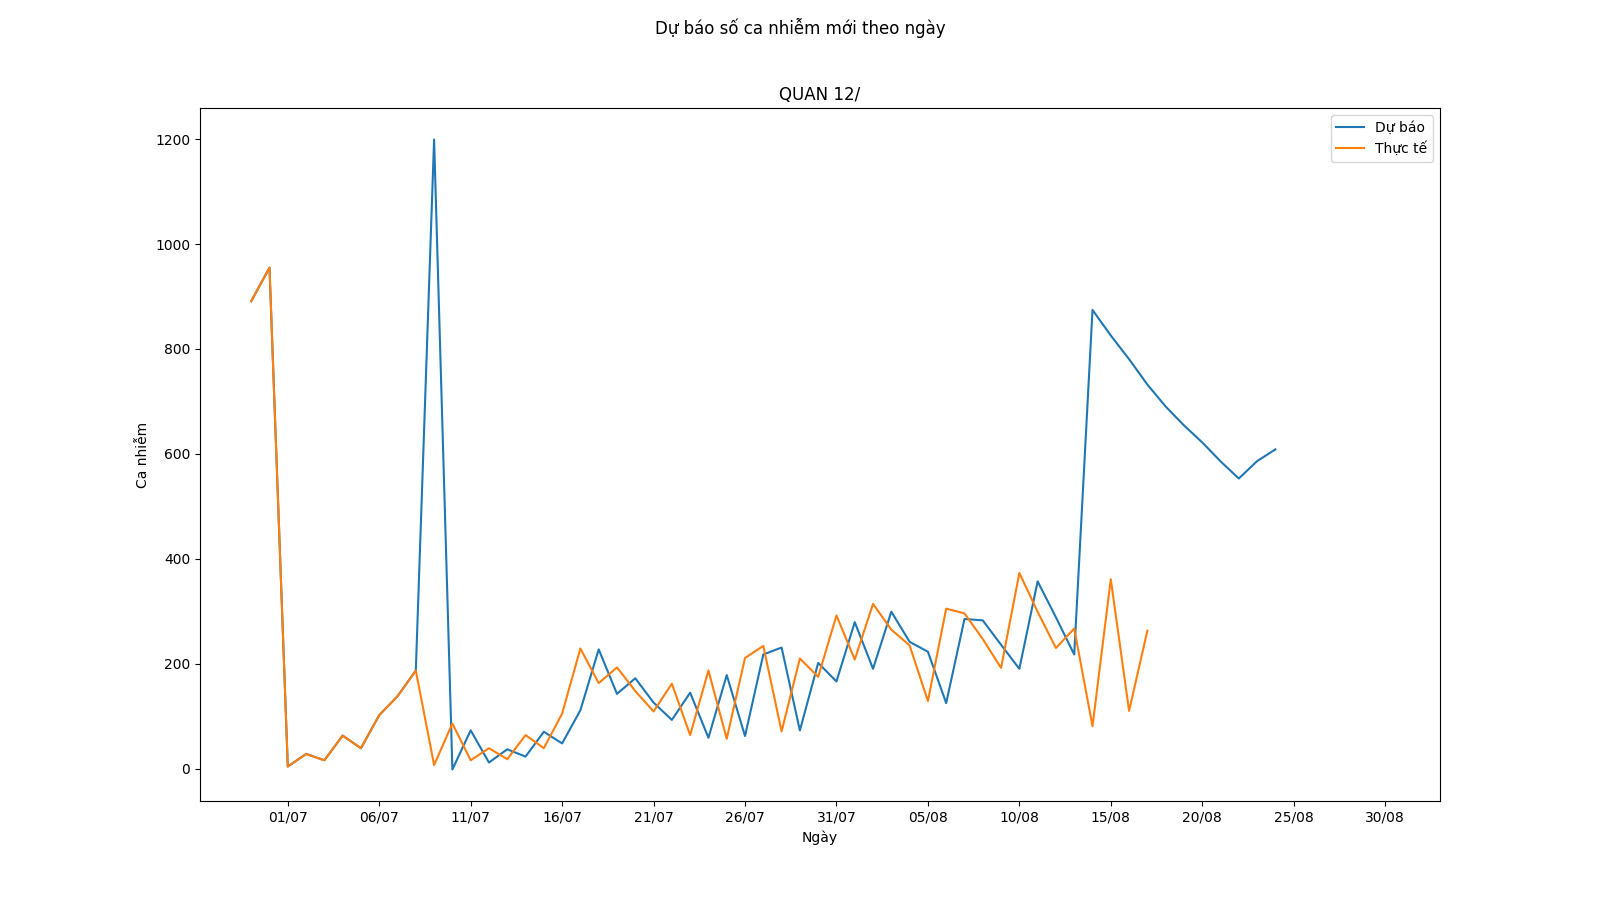 Dự báo số ca nhiễm mới theo ngày
QUAN 12/
Dự báo
Thực tế
1200
1000
800
600
400
200
0
Ca nhiễm
01/07 06/07 11/07 16/07 21/07 26/07 31/07 05/08 10/08 15/08 20/08 25/08 30/08
Ngày